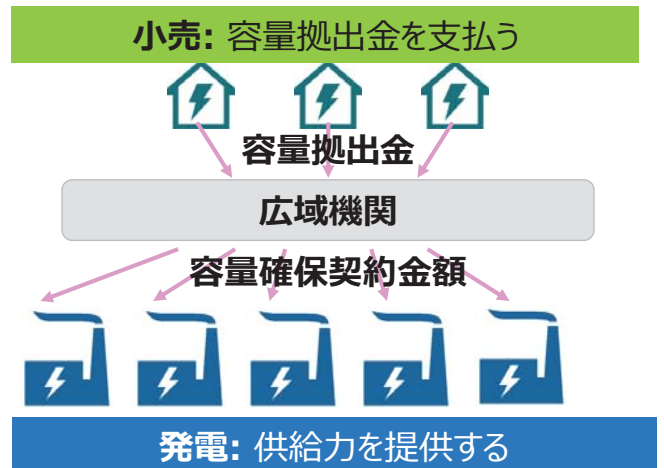 小売: 容量拠出金を支払う
容量拠出金
広域機関
容量確保契約金額
発電: 供給力を提供する